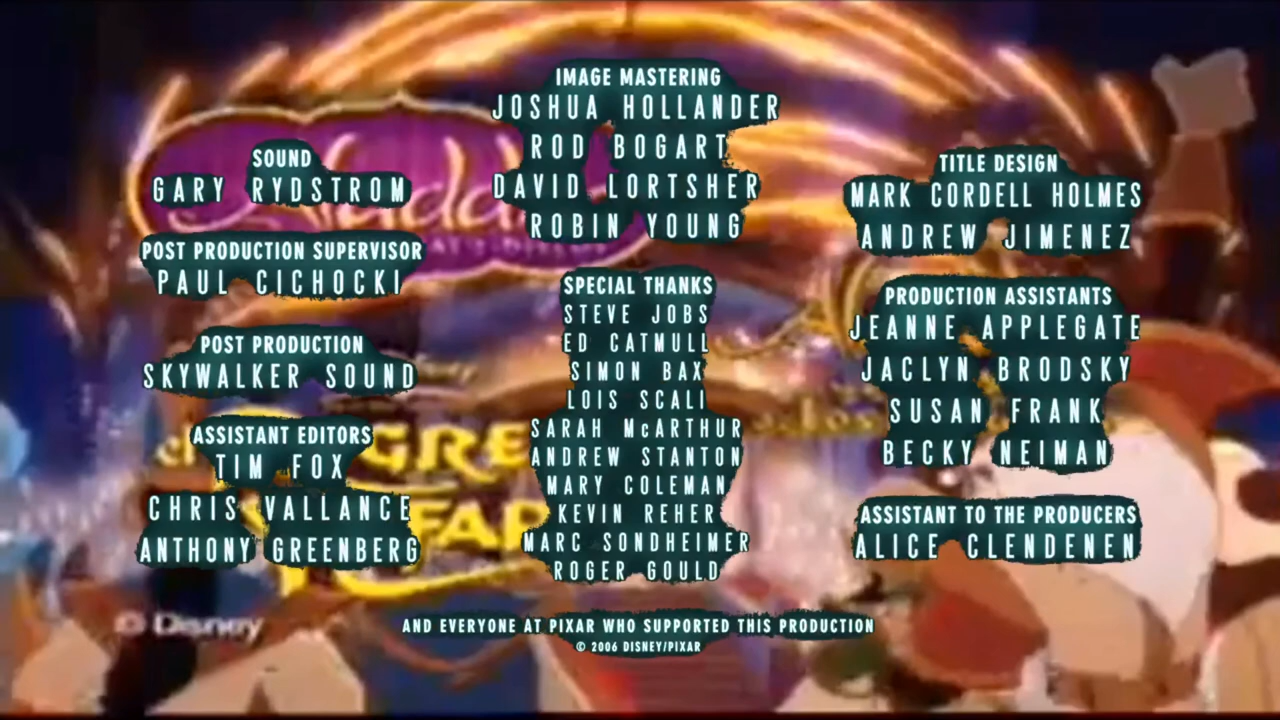 SOUND
GARY RYDSTROM
POST PRODUCTION SUPERVISOR
PAUL CICHOCKI
POST PRODUCTION
SKYWALKER SOUND
ASSISTANT EDITORS
TIM FOX
CHRIS VALLANCE
ANTHONY GREENBERG
IMAGE MASTERING
JOSHUA HOLLANDER
ROD BOGART
DAVID LORTSHER
ROBIN YOUNG
SPECIAL THANKS
STEVE JOBS
ED CATMULL
SIMON BAX
LOIS SCALI
SARAH McARTHUR
ANDREW STANTON
MARY COLEMAN
KEVIN REHER
MARC SONDHEIMER
ROGER GOULD
TITLE DESIGN
MARK CORDELL HOLMES
ANDREW JIMENEZ
PRODUCTION ASSISTANTS
JEANNE APPLEGATE
JACLYN BRODSKY
SUSAN FRANK
BECKY NEIMAN
ASSISTANT TO THE PRODUCERS
ALICE CLENDENEN
AND EVERYONE AT PIXAR WHO SUPPORTED THIS PRODUCTION
© 2006 DISNEY/PIXAR
© Disney